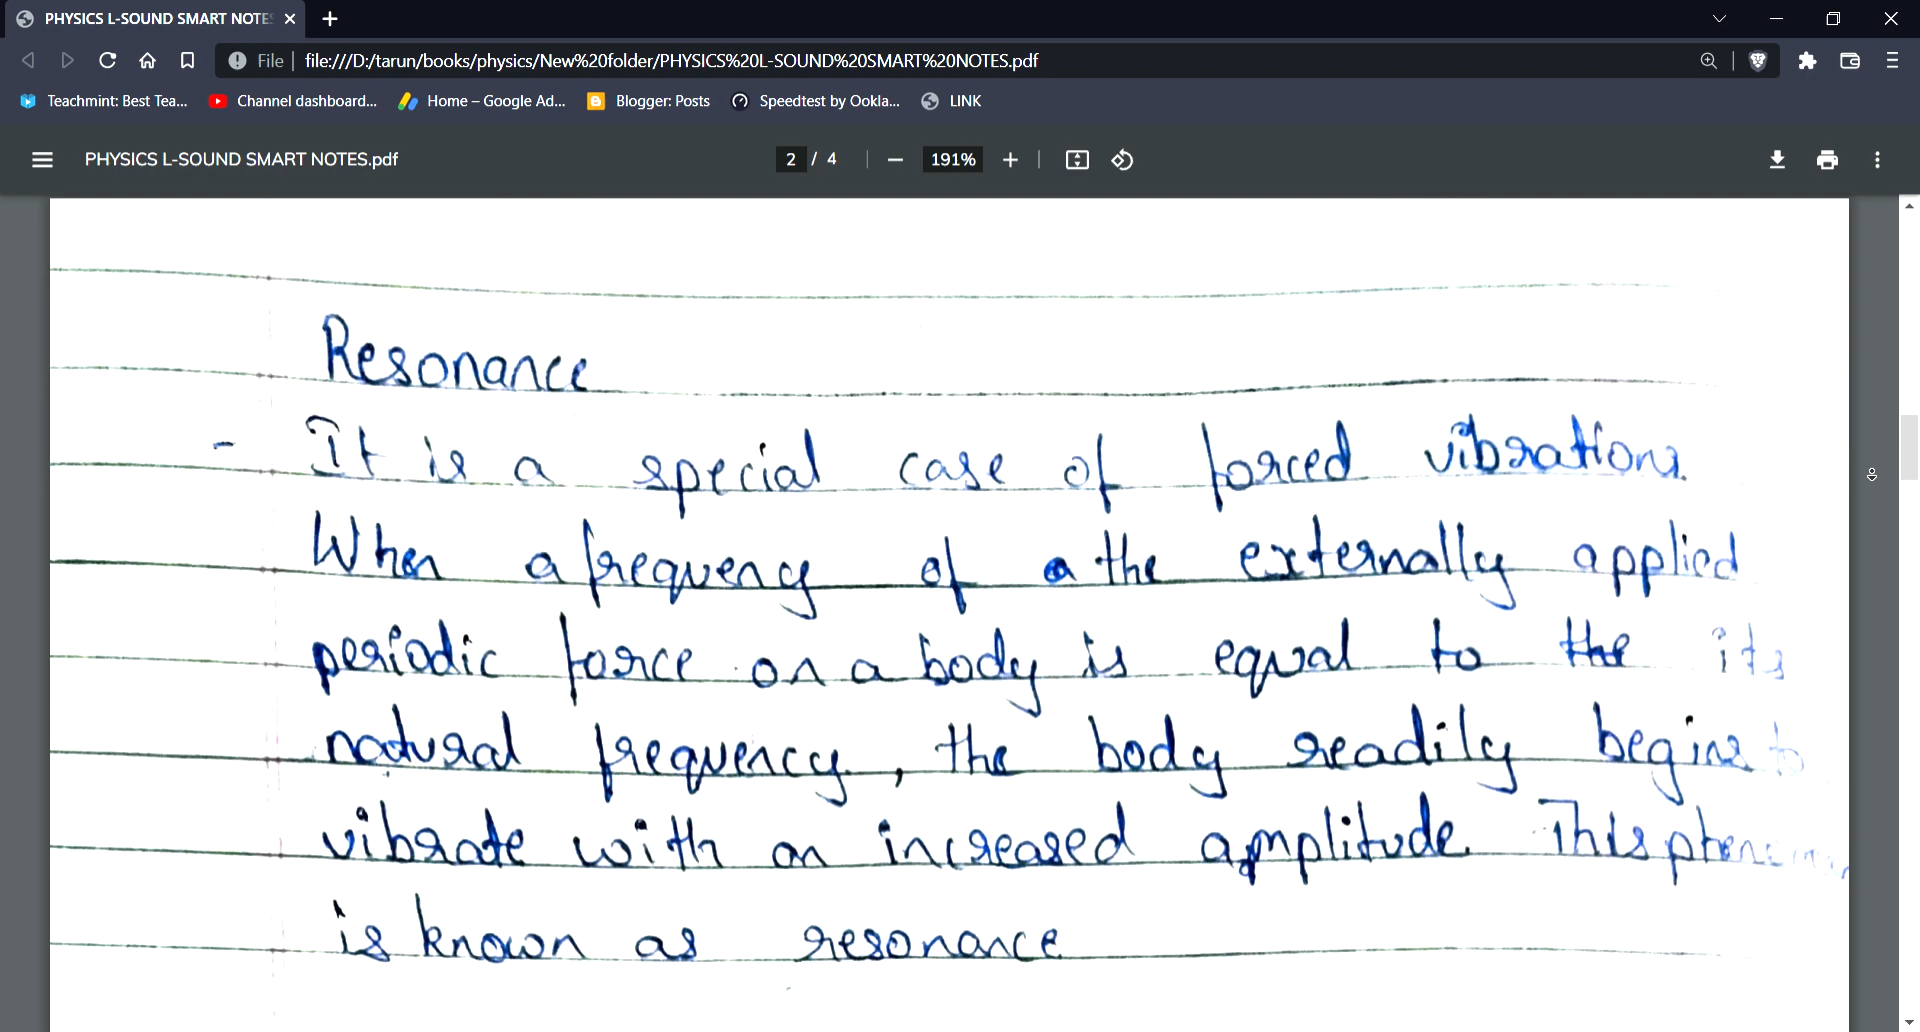 PHYSICS L-SOUND SMART NOTE
File file:///D:/tarun/books/physics/New%20folder/PHYSICS%20L-SOUND%20SMART%20NOTES.pdf
Teachmint: Best Tea... Channel dashboard... Home – Google Ad... Blogger: Posts Speedtest by Ookla... LINK
PHYSICS L-SOUND SMART NOTES.pdf 2 / 4 191%
Resonance
- It is a special case of forced vibrations.
When a frequency of a the externally applied
periodic force on a body is equal to the its
natural frequency, the body readily begins to
vibrate with an increased amplitude. This
is known as resonance